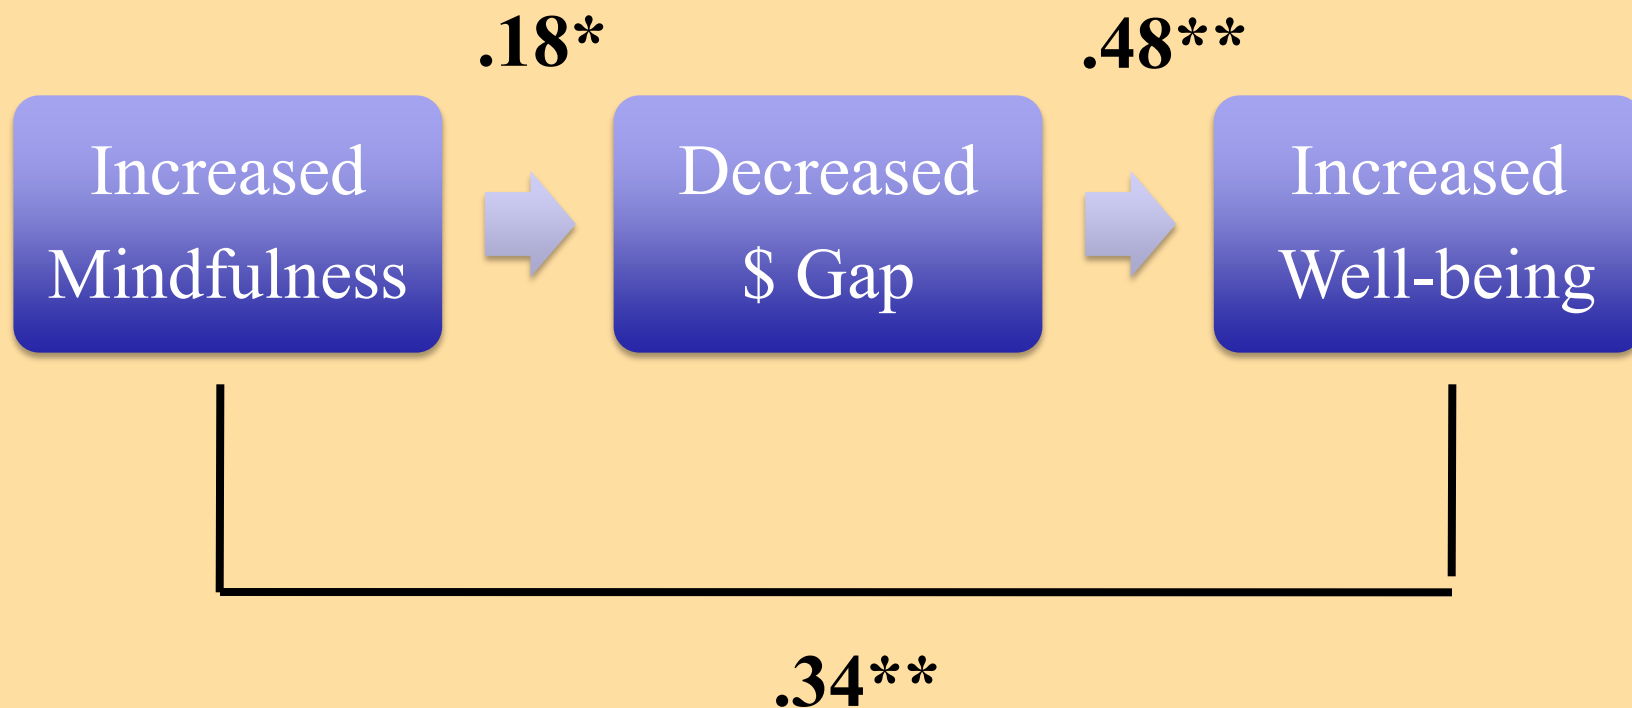 .18*
.48**
Increased
Mindfulness
Decreased
$ Gap
Increased
Well-being
.34**